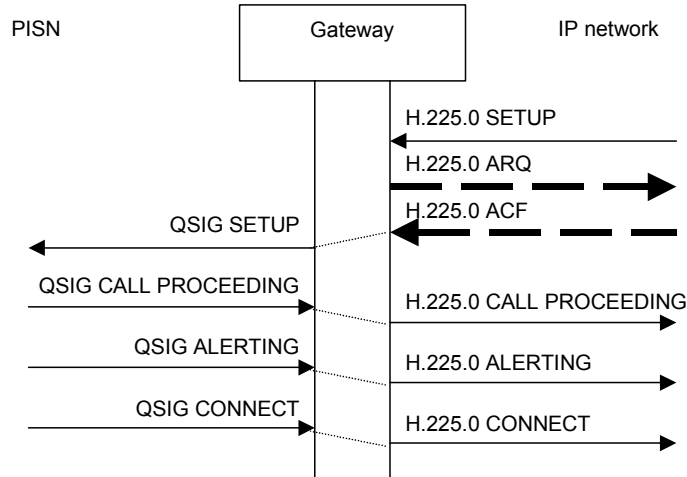 PISN
Gateway
IP network
H.225.0 SETUP
H.225.0 ARQ
H.225.0 ACF
QSIG SETUP
QSIG CALL PROCEEDING
H.225.0 CALL PROCEEDING
QSIG ALERTING
H.225.0 ALERTING
QSIG CONNECT
H.225.0 CONNECT